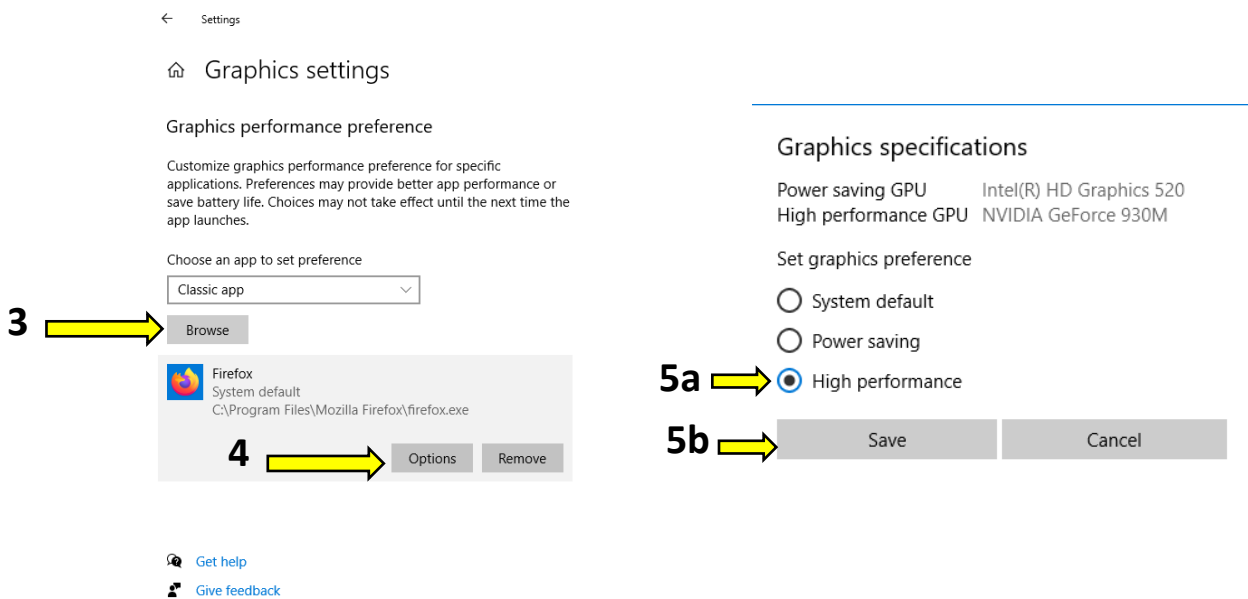 Settings
Graphics settings
Graphics performance preference
Customize graphics performance preference for specific
applications. Preferences may provide better app performance or
save battery life. Choices may not take effect until the next time the
app launches.
Choose an app to set preference
Classic app
3
Browse
Firefox
System default
C:\Program Files\Mozilla Firefox\firefox.exe
4
Options Remove
Get help
Give feedback
Graphics specifications
Power saving GPU Intel(R) HD Graphics 520
High performance GPU NVIDIA GeForce 930M
Set graphics preference
System default
Power saving
5a
High performance
5b
Save Cancel